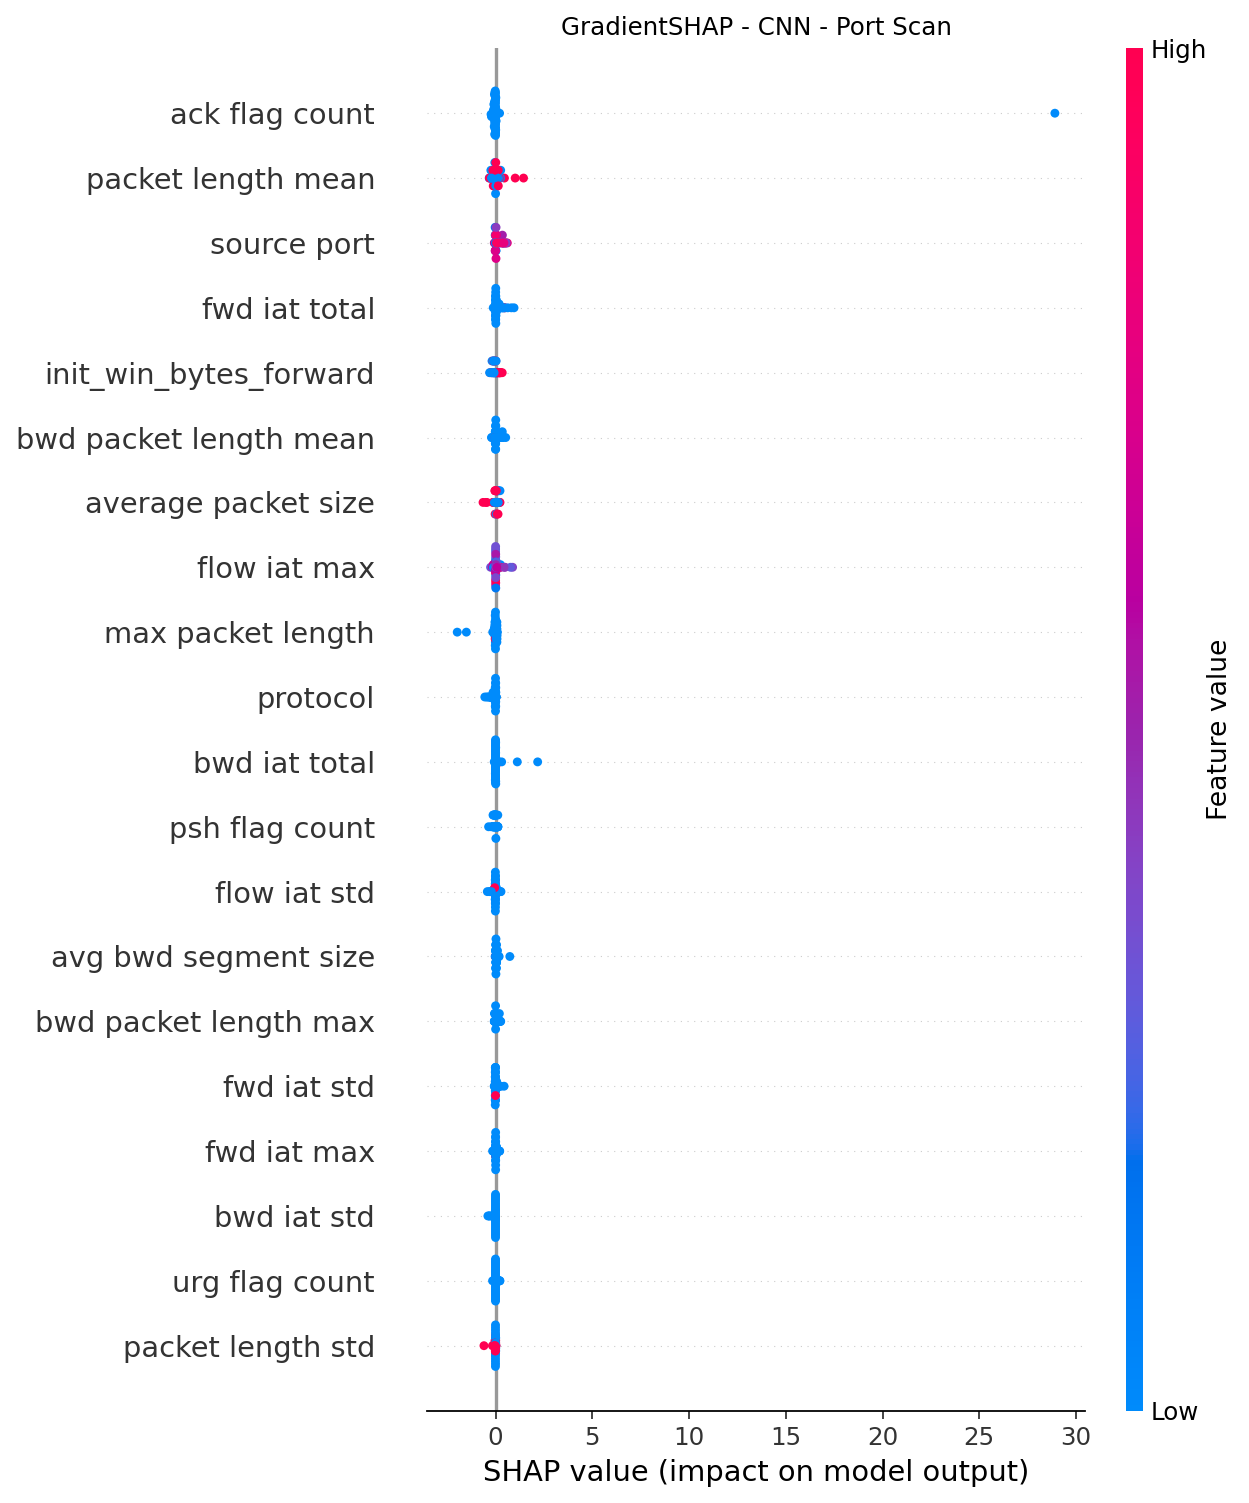 GradientSHAP - CNN - Port Scan
High
ack flag count
packet length mean
source port
fwd iat total
init_win_bytes_forward
bwd packet length mean
average packet size
flow iat max
max packet length
protocol
bwd iat total
psh flag count
flow iat std
avg bwd segment size
bwd packet length max
fwd iat std
fwd iat max
bwd iat std
urg flag count
packet length std
Feature value
Low
0 5 10 15 20 25 30
SHAP value (impact on model output)